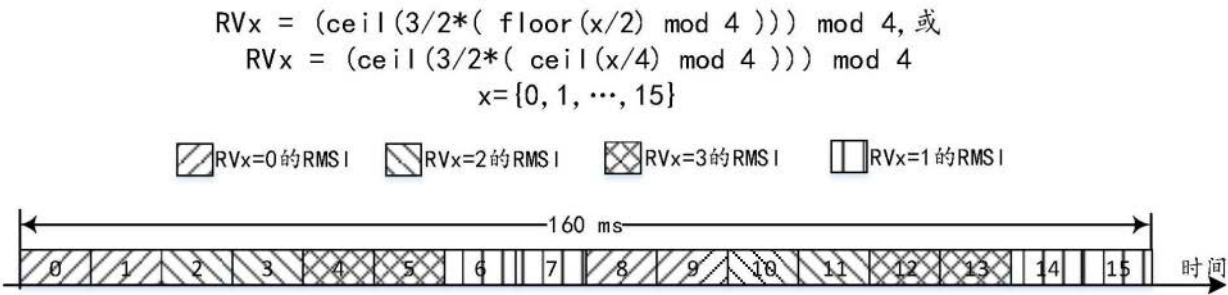 RVx = (ceil(3/2*( floor(x/2) mod 4 ))) mod 4,或
RVx = (ceil(3/2*( ceil(x/4) mod 4 ))) mod 4
x={0,1,…,15}
RVx=0的RMSI RVx=2的RMSI RVx=3的RMSI RVx=1的RMSI
160 ms
0 1 2 3 4 5 6 7 8 9 10 11 12 13 14 15 时间